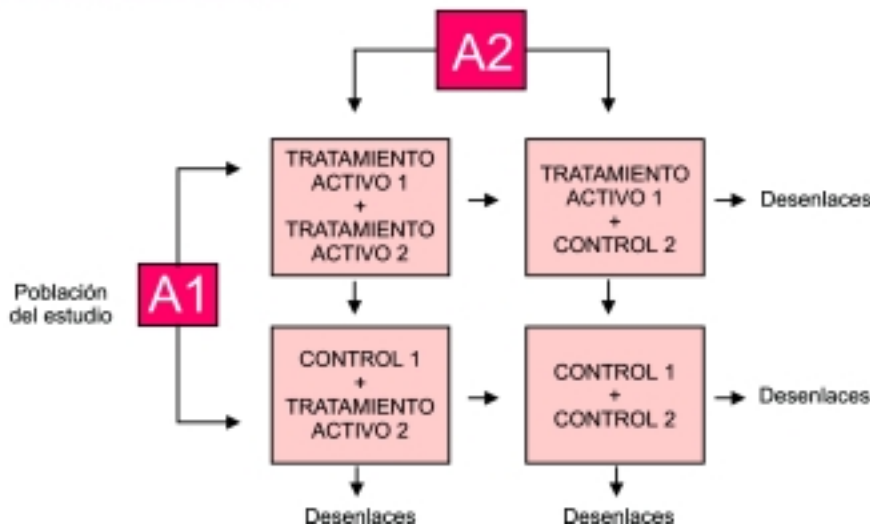 A2
TRATAMIENTO
ACTIVO 1
+
TRATAMIENTO
ACTIVO 2
TRATAMIENTO
ACTIVO 1
+
CONTROL 2
Desenlaces
Población
del estudio
A1
CONTROL 1
+
TRATAMIENTO
ACTIVO 2
CONTROL 1
+
CONTROL 2
Desenlaces
Desenlaces
Desenlaces